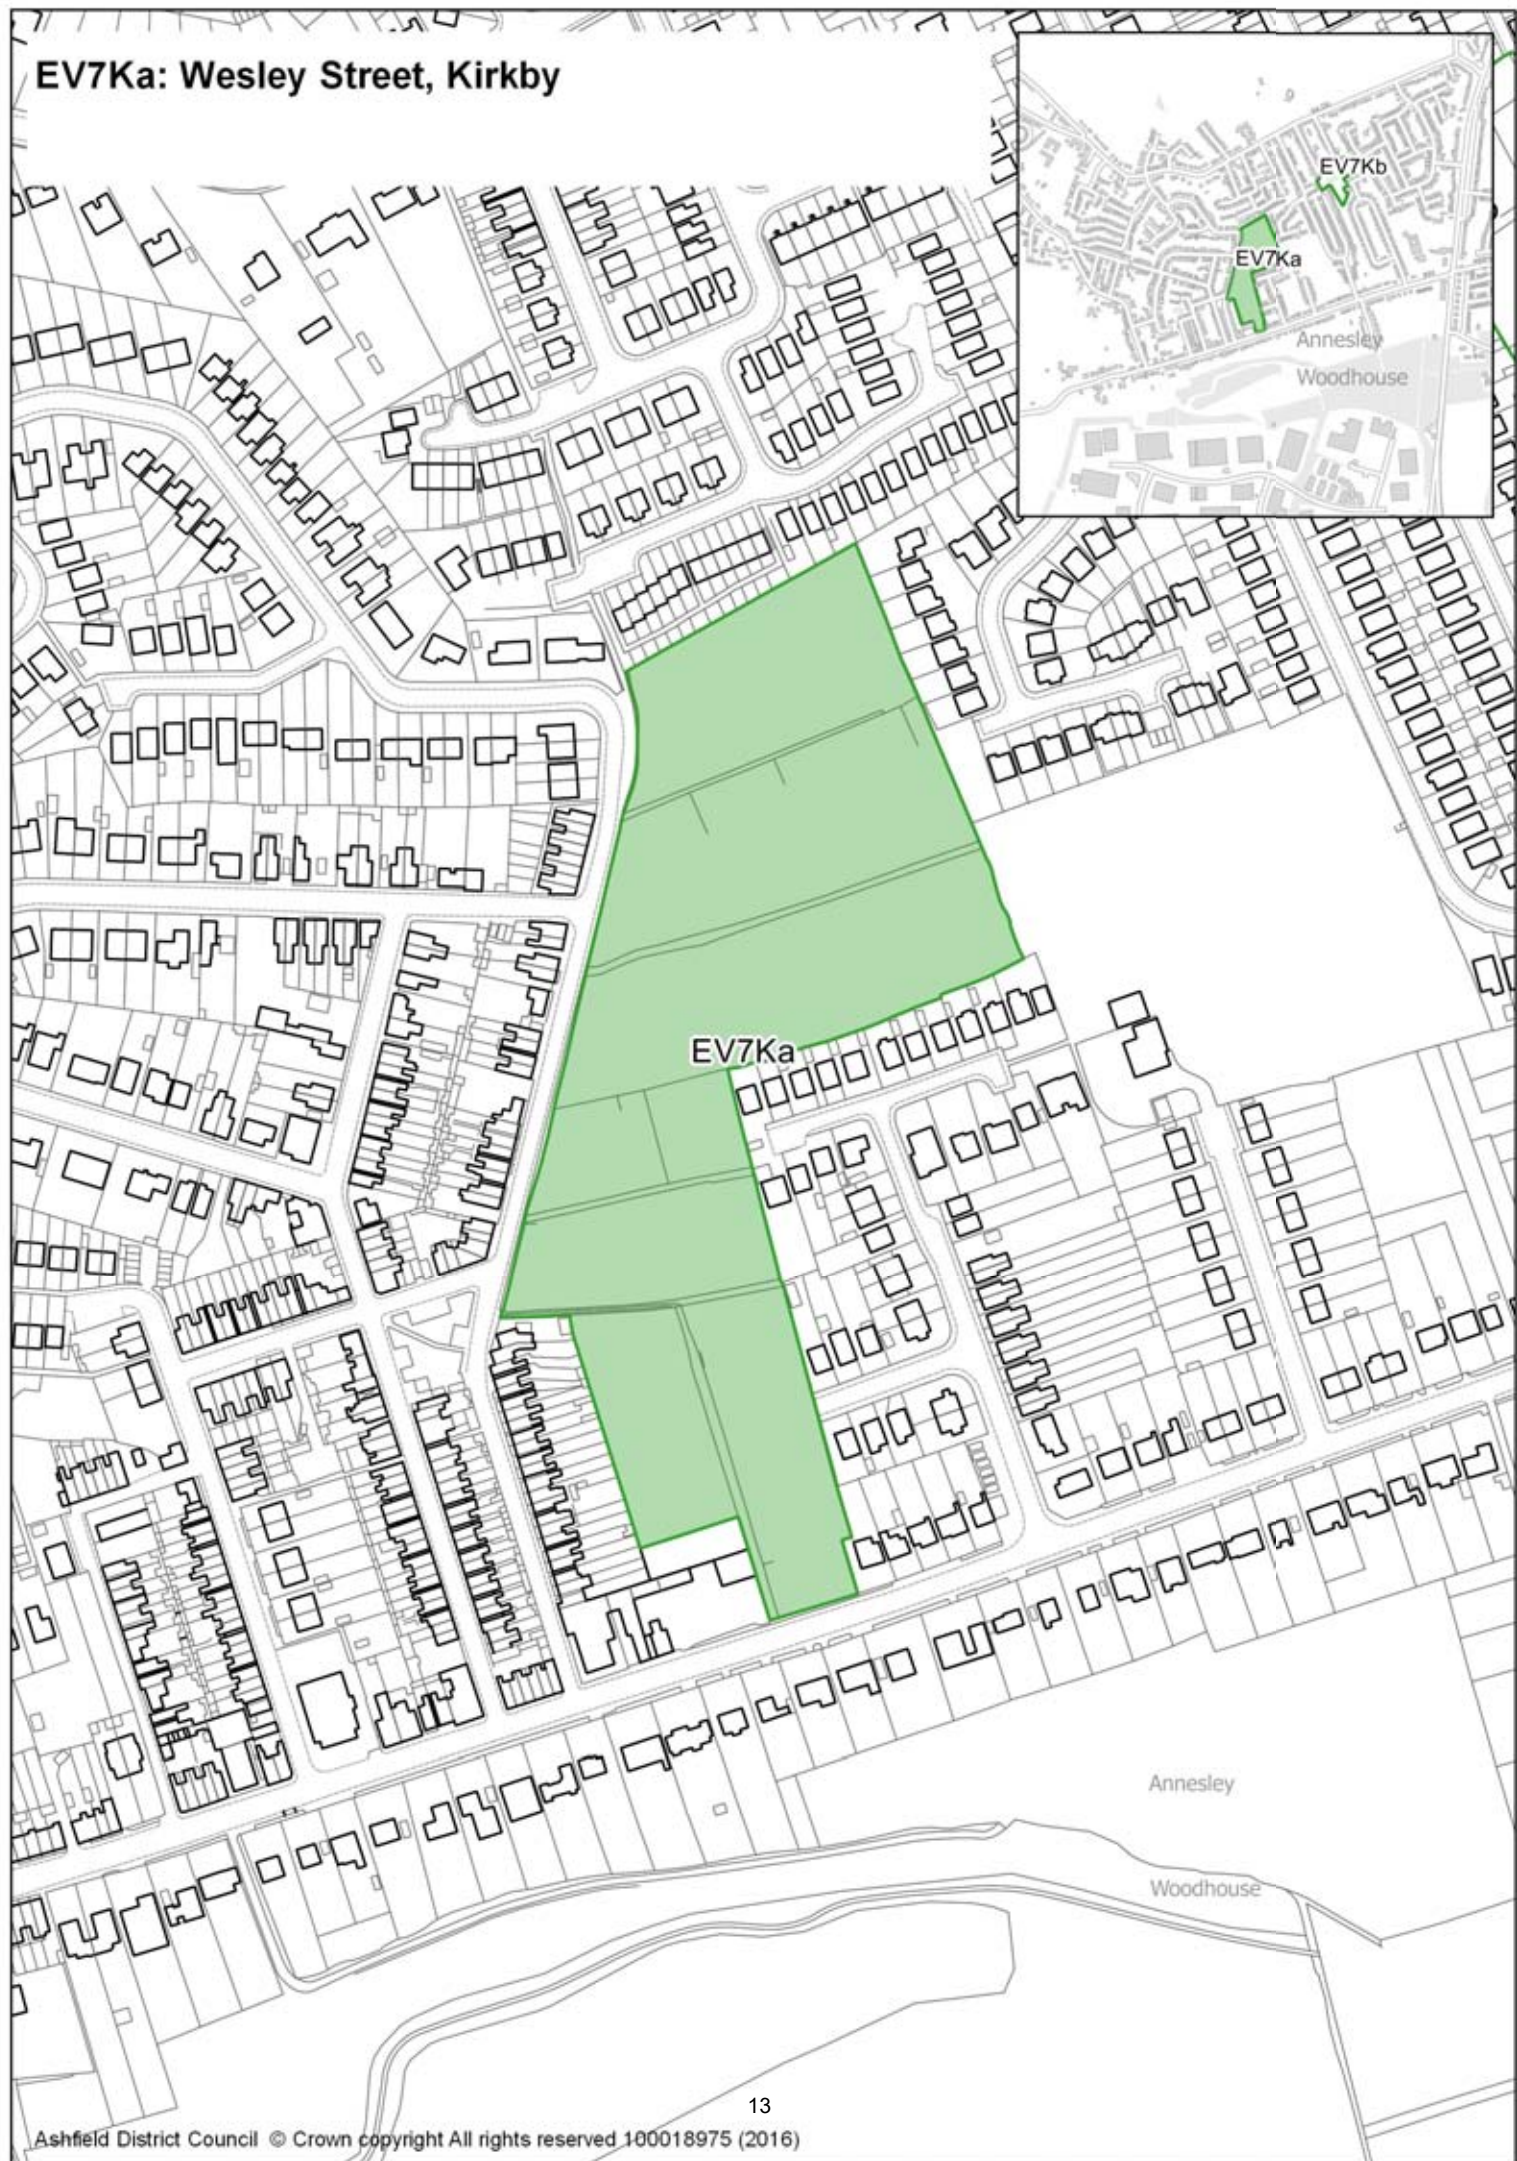 EV7Ka: Wesley Street, Kirkby
EV7Kb
EV7Ka
Annesley
Woodhouse
EV7Ka
Annesley
Woodhouse
13
Ashfield District Council © Crown copyright All rights reserved 100018975 (2016)